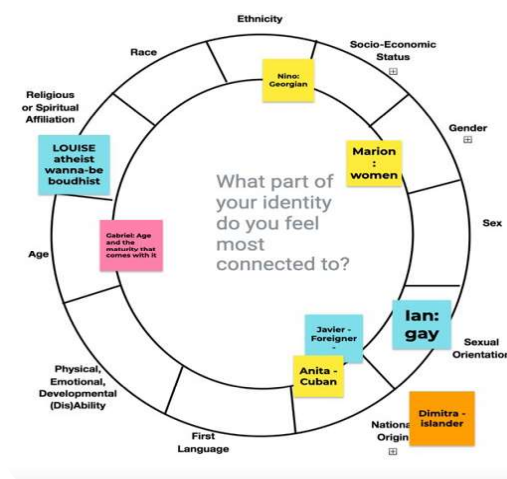 Ethnicity
Race
Socio-Economic
Status
Nino:
Georgian
Religious
or Spiritual
Affiliation
Gender
LOUISE
atheist
wanna-be
boudhist
Marion
:
women
What part of
your identity
do you feel
most
connected to?
Sex
Age
Gabriel: Age
and the
maturity that
comes with it
Ian:
gay
Javier -
Foreigner
-
Sexual
Orientation
Anita -
Cuban
Physical,
Emotional,
Developmental
(Dis)Ability
Dimitra -
islander
First
Language
Nationa
Origin